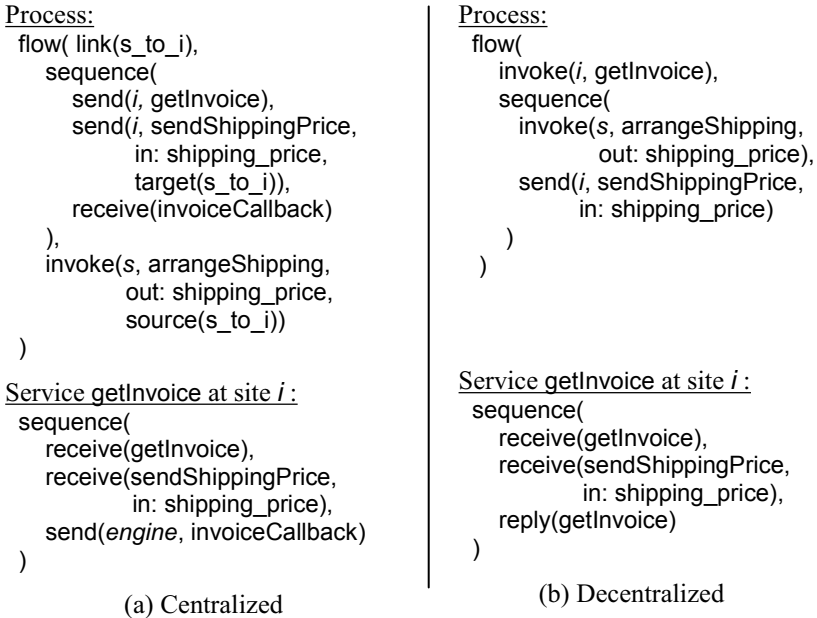 Process:
flow( link(s_to_i),
sequence(
send(i, getInvoice),
send(i, sendShippingPrice,
in: shipping_price,
target(s_to_i)),
receive(invoiceCallback)
),
invoke(s, arrangeShipping,
out: shipping_price,
source(s_to_i))
)
Service getInvoice at site i :
sequence(
receive(getInvoice),
receive(sendShippingPrice,
in: shipping_price),
send(engine, invoiceCallback)
)
(a) Centralized
Process:
flow(
invoke(i, getInvoice),
sequence(
invoke(s, arrangeShipping,
out: shipping_price),
send(i, sendShippingPrice,
in: shipping_price)
)
)
Service getInvoice at site i :
sequence(
receive(getInvoice),
receive(sendShippingPrice,
in: shipping_price),
reply(getInvoice)
)
(b) Decentralized